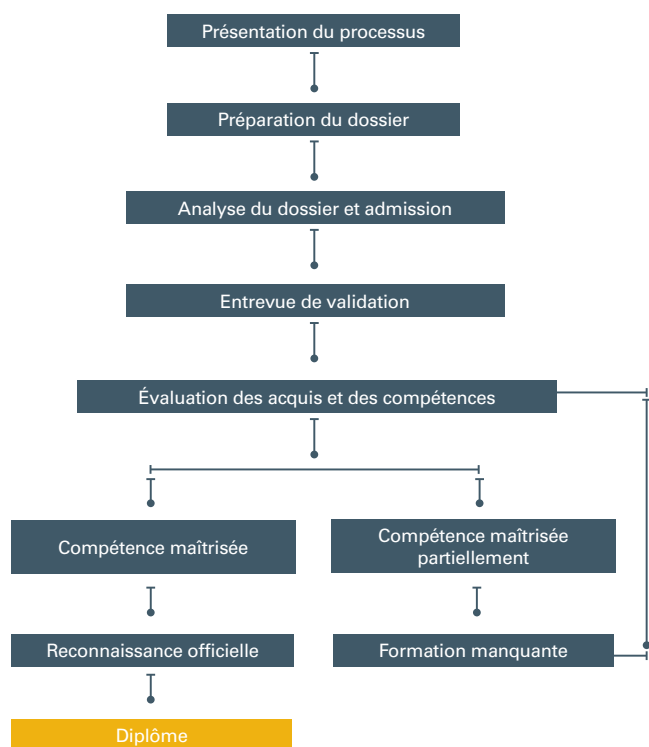 Présentation du processus
Préparation du dossier
Analyse du dossier et admission
Entrevue de validation
Évaluation des acquis et des compétences
Compétence maîtrisée
Compétence maîtrisée
partiellement
Reconnaissance officielle
Formation manquante
Diplôme